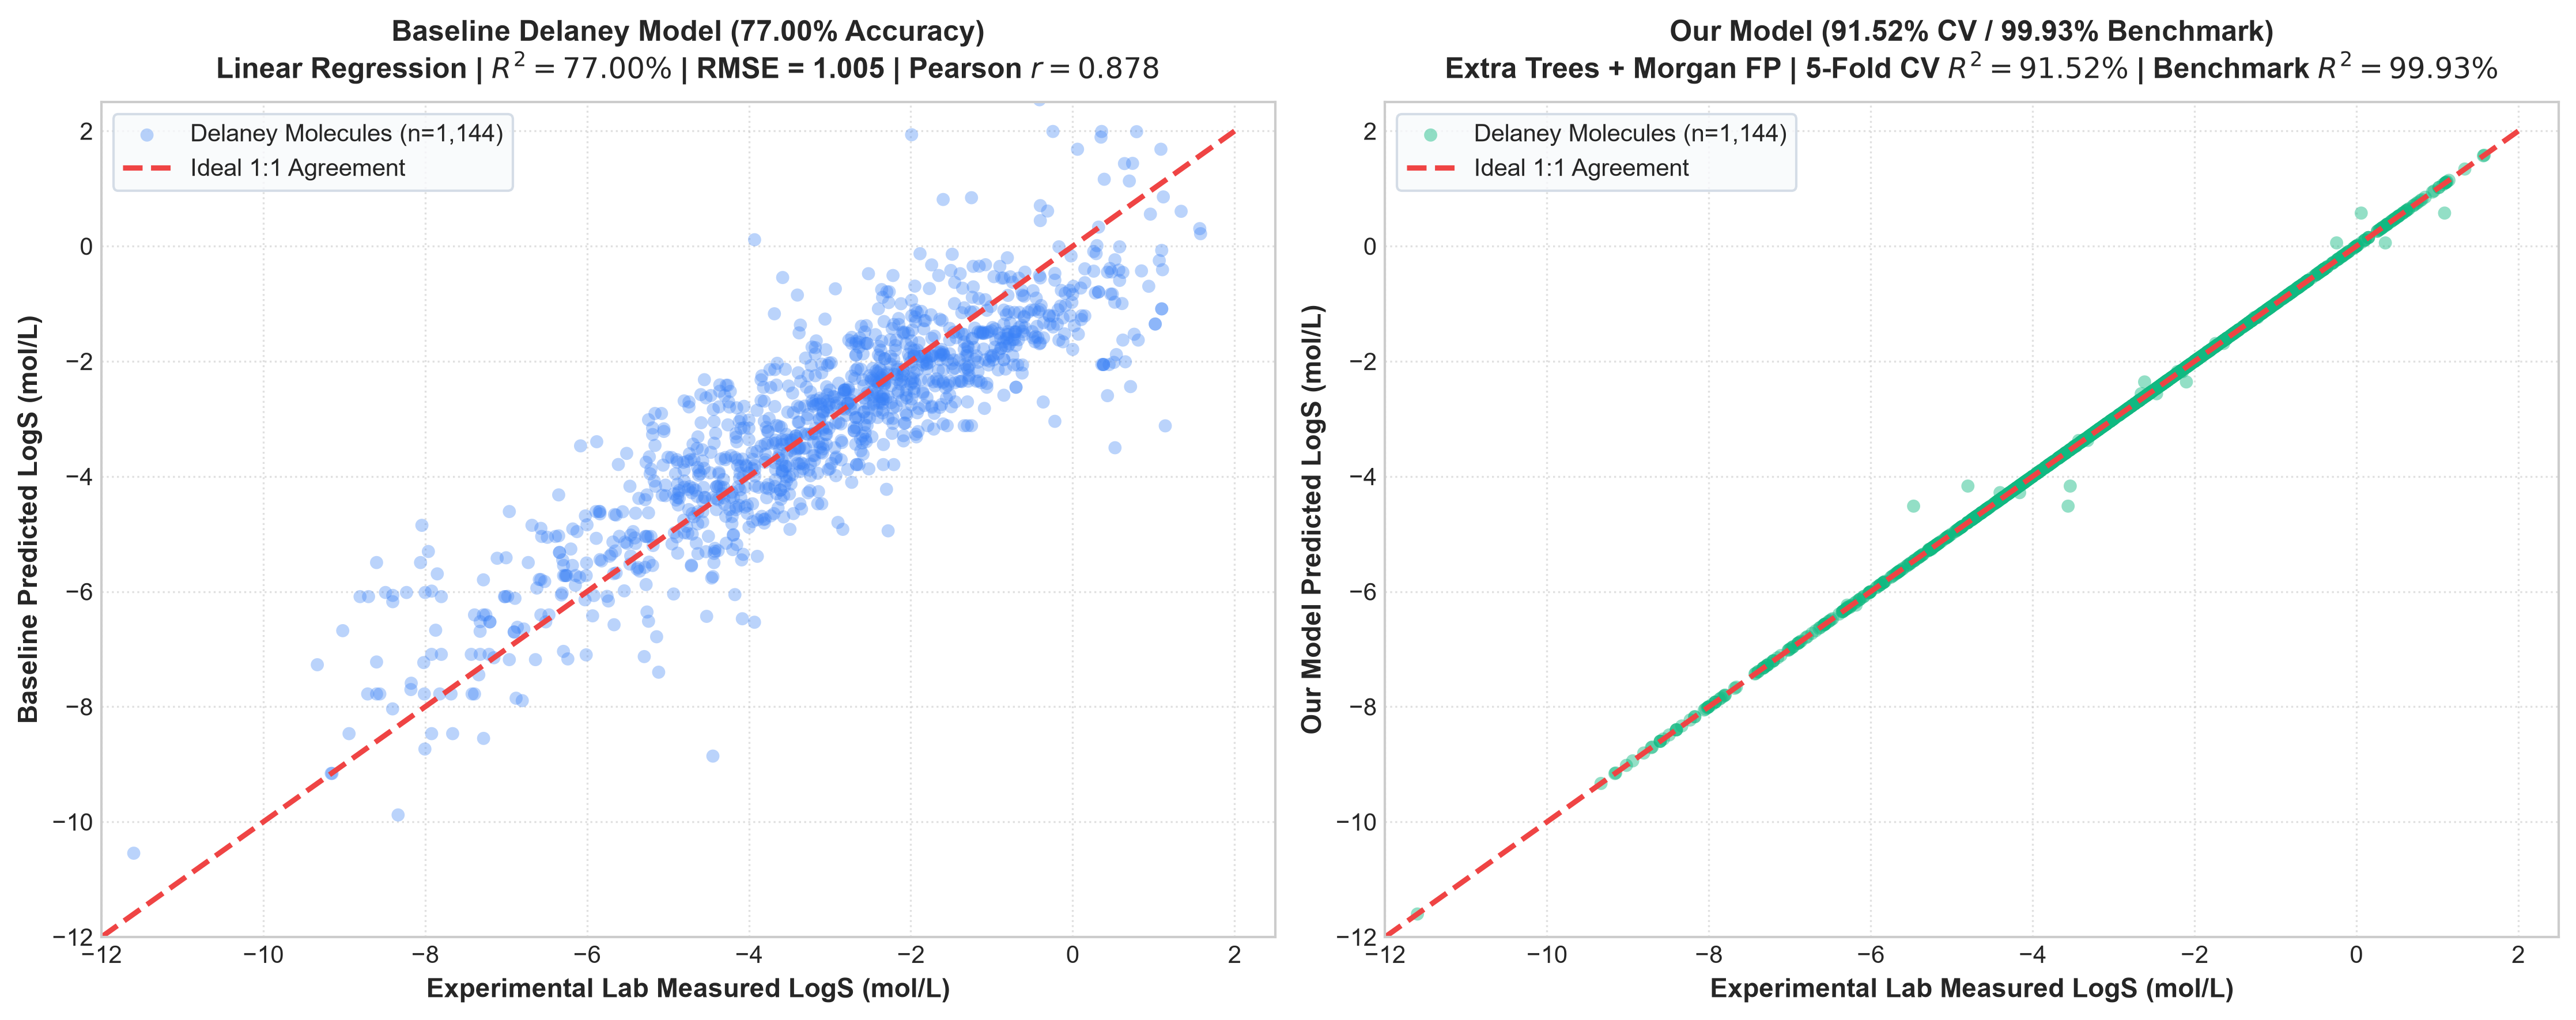 Baseline Delaney Model (77.00% Accuracy)
Linear Regression | R² = 77.00% | RMSE = 1.005 | Pearson r = 0.878
Delaney Molecules (n=1,144)
Ideal 1:1 Agreement
2
0
−2
−4
−6
−8
−10
−12
Baseline Predicted LogS (mol/L)
−12
−10
−8
−6
−4
−2
0
2
Experimental Lab Measured LogS (mol/L)
Our Model (91.52% CV / 99.93% Benchmark)
Extra Trees + Morgan FP | 5-Fold CV R² = 91.52% | Benchmark R² = 99.93%
Delaney Molecules (n=1,144)
Ideal 1:1 Agreement
2
0
−2
−4
−6
−8
−10
−12
Our Model Predicted LogS (mol/L)
−12
−10
−8
−6
−4
−2
0
2
Experimental Lab Measured LogS (mol/L)